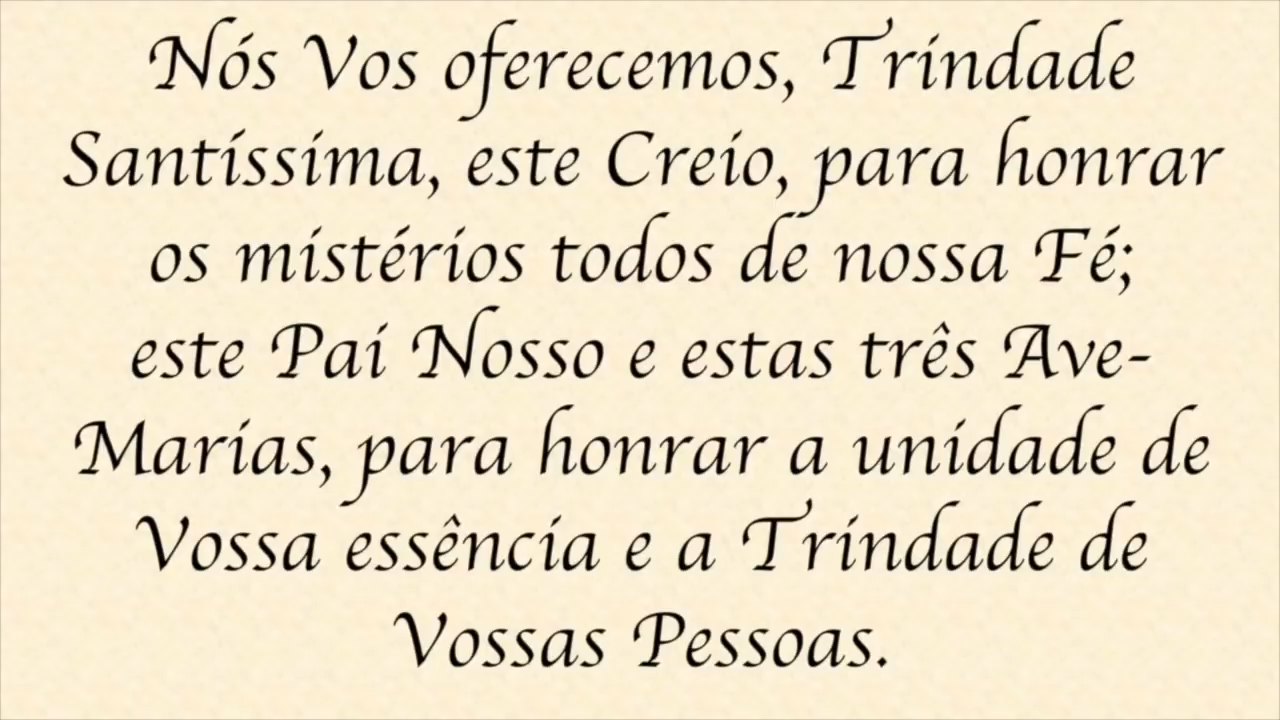 Nós Vos oferecemos, Trindade
Santíssima, este Creio, para honrar
os mistérios todos de nossa Fé;
este Pai Nosso e estas três Ave-
Marias, para honrar a unidade de
Vossa essência e a Trindade de
Vossas Pessoas.